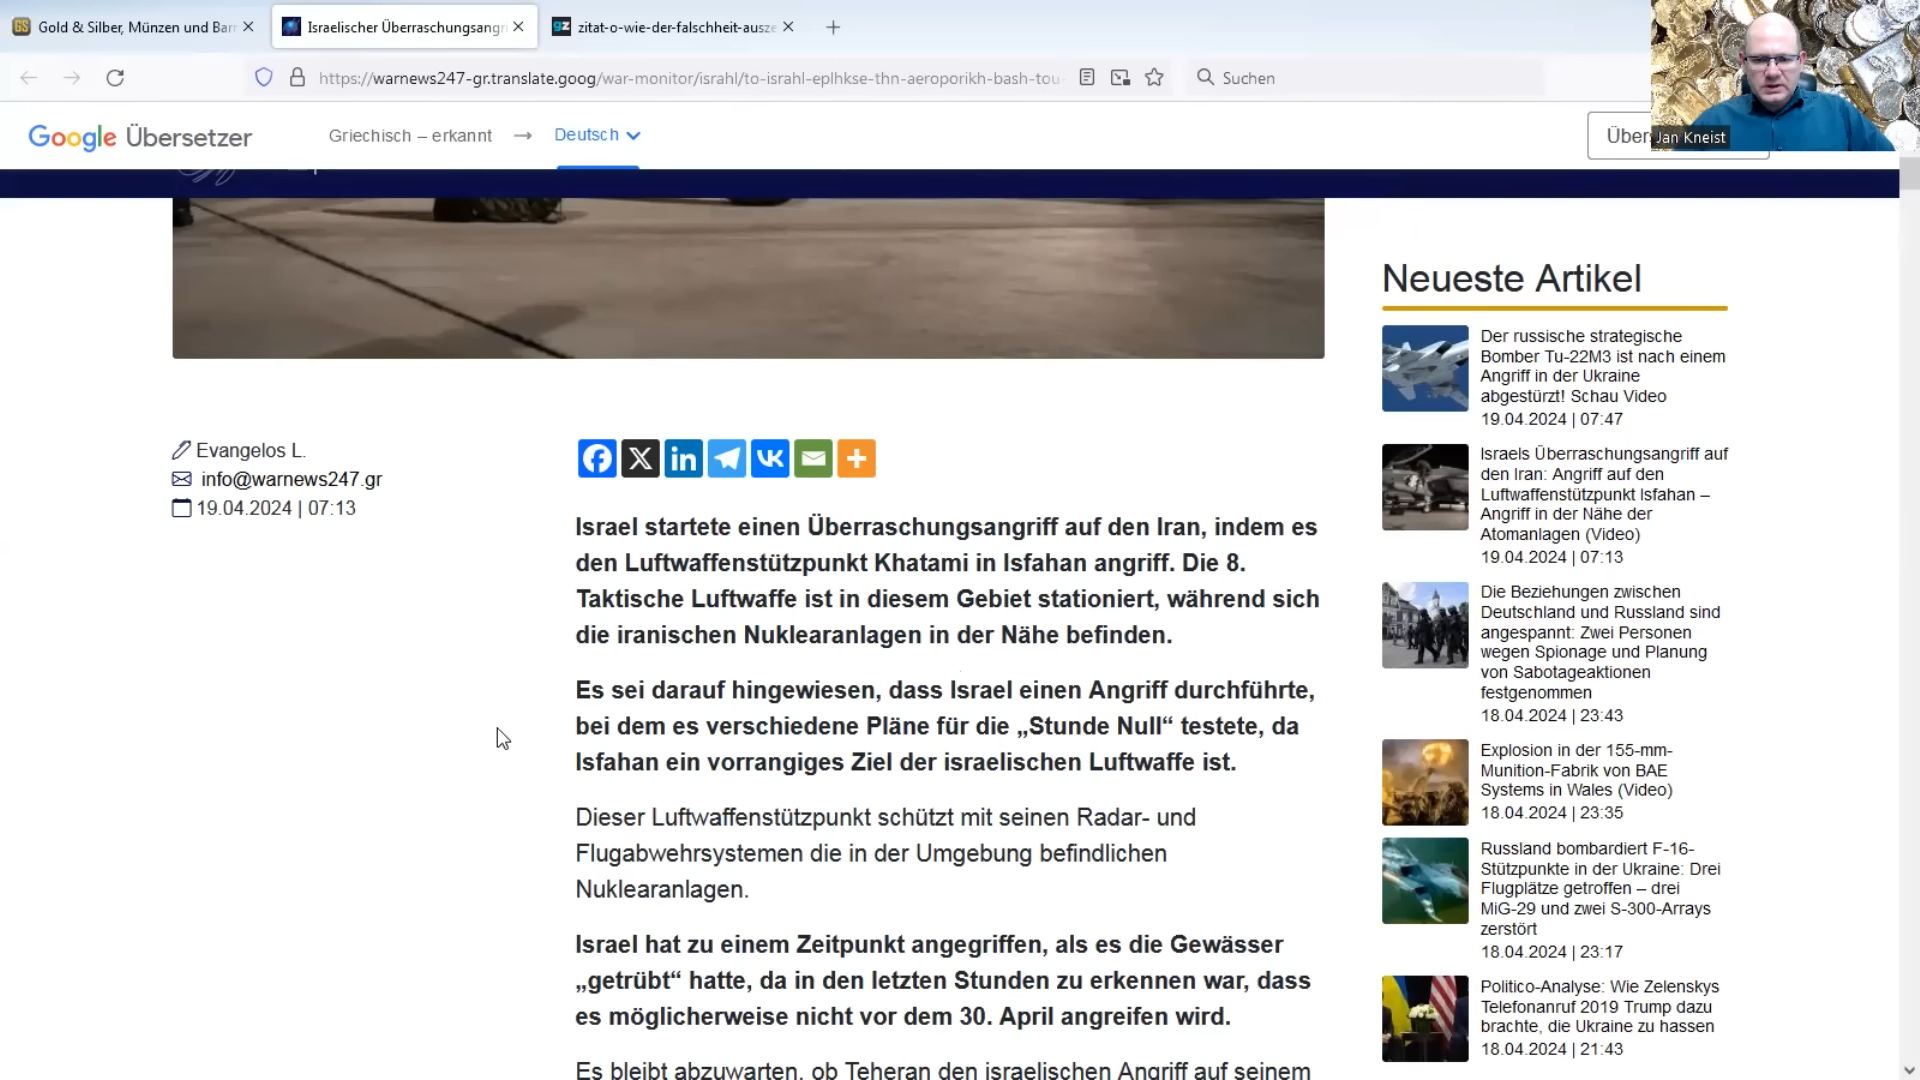 Gold & Silber, Münzen und Barr
Israelischer Überraschungsangri
zitat-o-wie-der-falschheit-ausze
https://warnews247-gr.translate.goog/war-monitor/israhl/to-israhl-eplhkse-thn-aeroporikh-bash-tou-
Suchen
Jan Kneist
Google Übersetzer
Griechisch – erkannt → Deutsch
Evangelos L.
info@warnews247.gr
19.04.2024 | 07:13
Israel startete einen Überraschungsangriff auf den Iran, indem es
den Luftwaffenstützpunkt Khatami in Isfahan angriff. Die 8.
Taktische Luftwaffe ist in diesem Gebiet stationiert, während sich
die iranischen Nuklearanlagen in der Nähe befinden.
Es sei darauf hingewiesen, dass Israel einen Angriff durchführte,
bei dem es verschiedene Pläne für die „Stunde Null“ testete, da
Isfahan ein vorrangiges Ziel der israelischen Luftwaffe ist.
Dieser Luftwaffenstützpunkt schützt mit seinen Radar- und
Flugabwehrsystemen die in der Umgebung befindlichen
Nuklearanlagen.
Israel hat zu einem Zeitpunkt angegriffen, als es die Gewässer
„getrübt“ hatte, da in den letzten Stunden zu erkennen war, dass
es möglicherweise nicht vor dem 30. April angreifen wird.
Es bleibt abzuwarten, ob Teheran den israelischen Angriff auf seinem
Neueste Artikel
Der russische strategische
Bomber Tu-22M3 ist nach einem
Angriff in der Ukraine
abgestürzt! Schau Video
19.04.2024 | 07:47
Israels Überraschungsangriff auf
den Iran: Angriff auf den
Luftwaffenstützpunkt Isfahan –
Angriff in der Nähe der
Atomanlagen (Video)
19.04.2024 | 07:13
Die Beziehungen zwischen
Deutschland und Russland sind
angespannt: Zwei Personen
wegen Spionage und Planung
von Sabotageaktionen
festgenommen
18.04.2024 | 23:43
Explosion in der 155-mm-
Munition-Fabrik von BAE
Systems in Wales (Video)
18.04.2024 | 23:35
Russland bombardiert F-16-
Stützpunkte in der Ukraine: Drei
Flugplätze getroffen – drei
MiG-29 und zwei S-300-Arrays
zerstört
18.04.2024 | 23:17
Politico-Analyse: Wie Zelenskys
Telefonanruf 2019 Trump dazu
brachte, die Ukraine zu hassen
18.04.2024 | 21:43